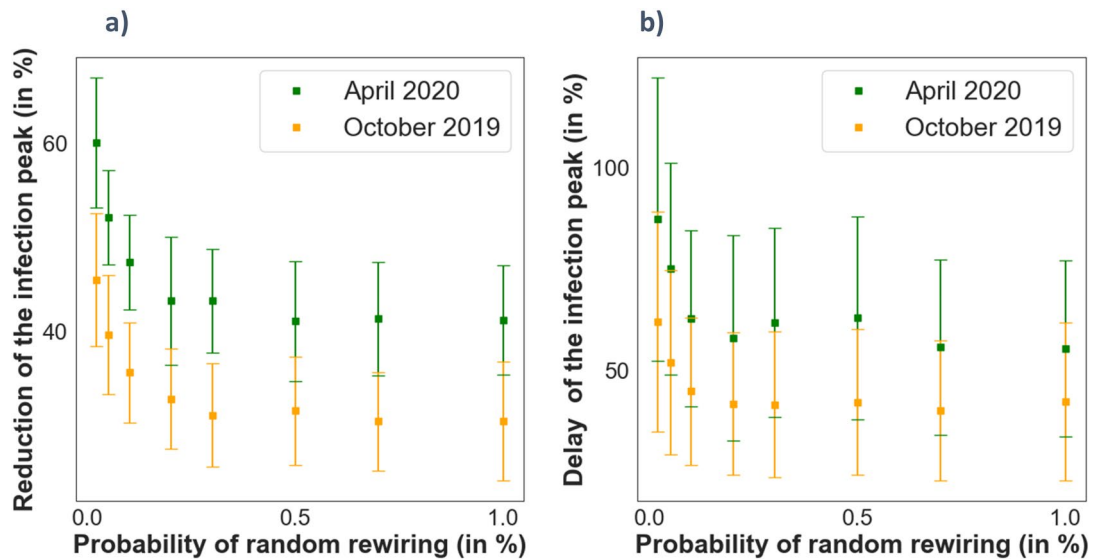 a)
Reduction of the infection peak (in %)
60
40
April 2020
October 2019
0.0
0.5
1.0
Probability of random rewiring (in %)
b)
Delay of the infection peak (in %)
100
50
April 2020
October 2019
0.0
0.5
1.0
Probability of random rewiring (in %)